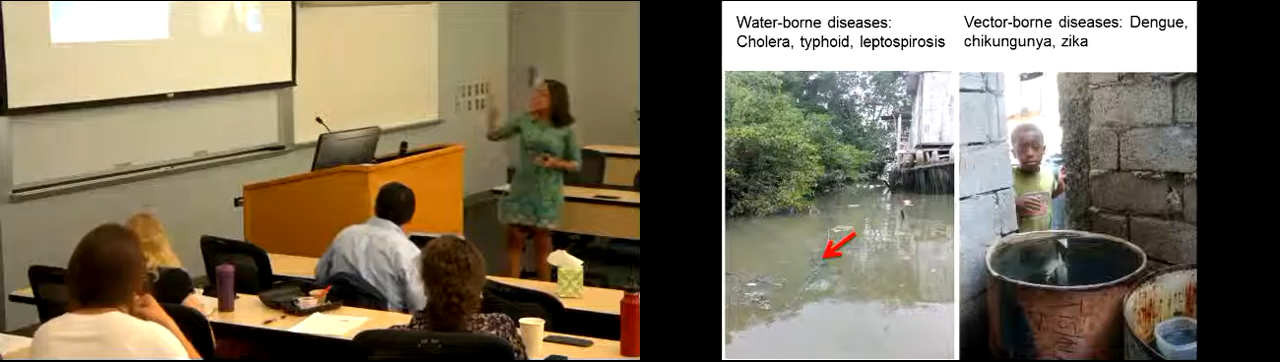 Water-borne diseases:
Cholera, typhoid, leptospirosis
Vector-borne diseases: Dengue,
chikungunya, zika